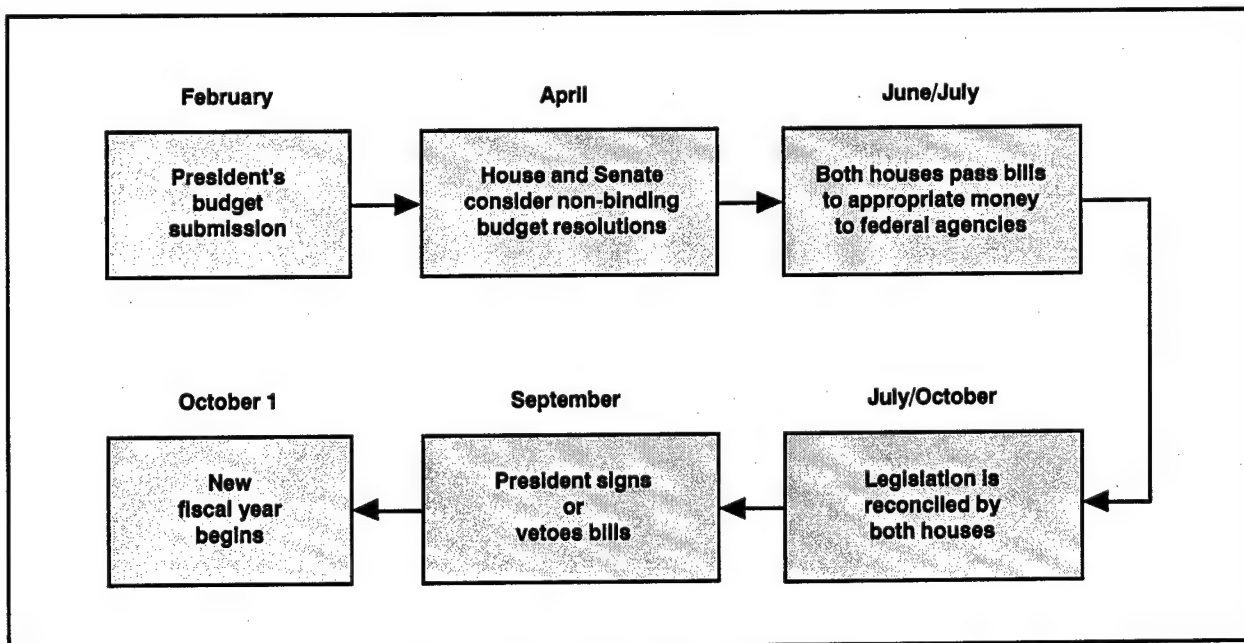 February
President's
budget
submission
April
House and Senate
consider non-binding
budget resolutions
June/July
Both houses pass bills
to appropriate money
to federal agencies
July/October
Legislation is
reconciled by
both houses
September
President signs
or
vetoes bills
October 1
New
fiscal year
begins